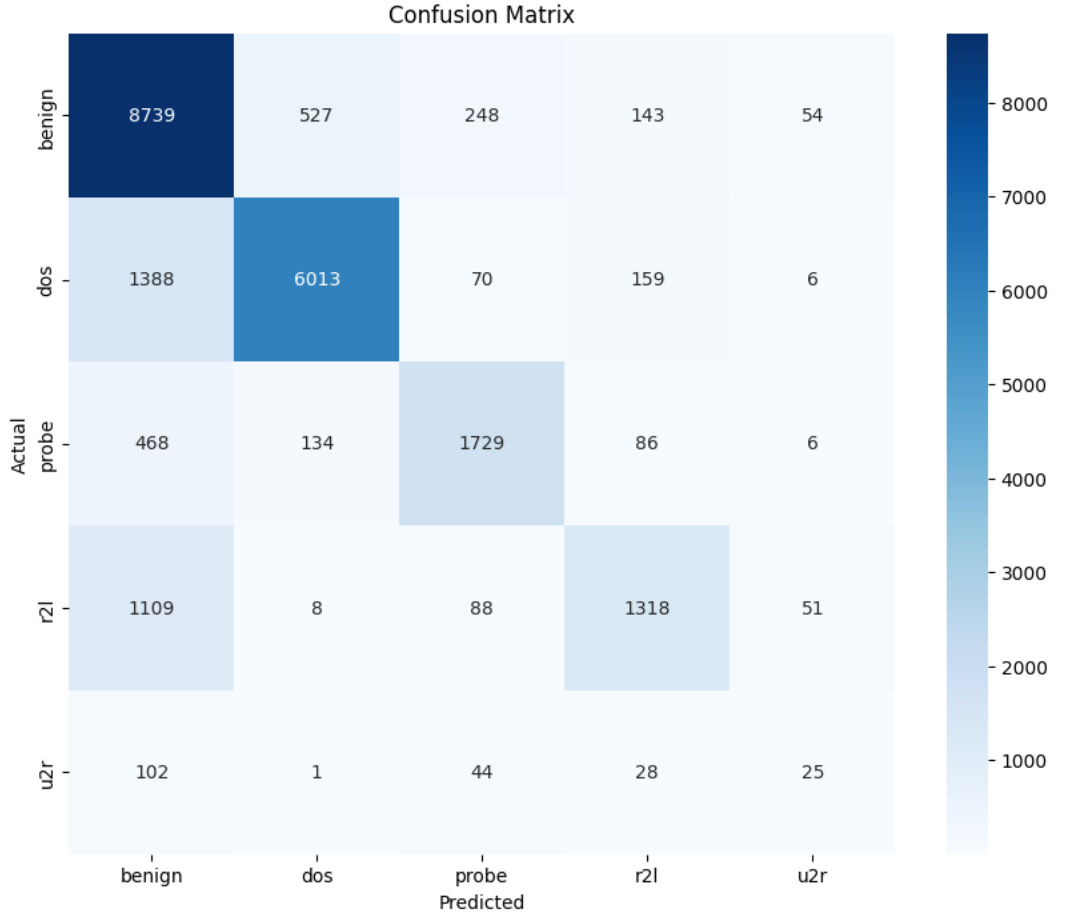 Confusion Matrix
benign 8739 527 248 143 54
dos 1388 6013 70 159 6
probe 468 134 1729 86 6
r2l 1109 8 88 1318 51
u2r 102 1 44 28 25
benign dos probe r2l u2r
Predicted
Actual
8000
7000
6000
5000
4000
3000
2000
1000